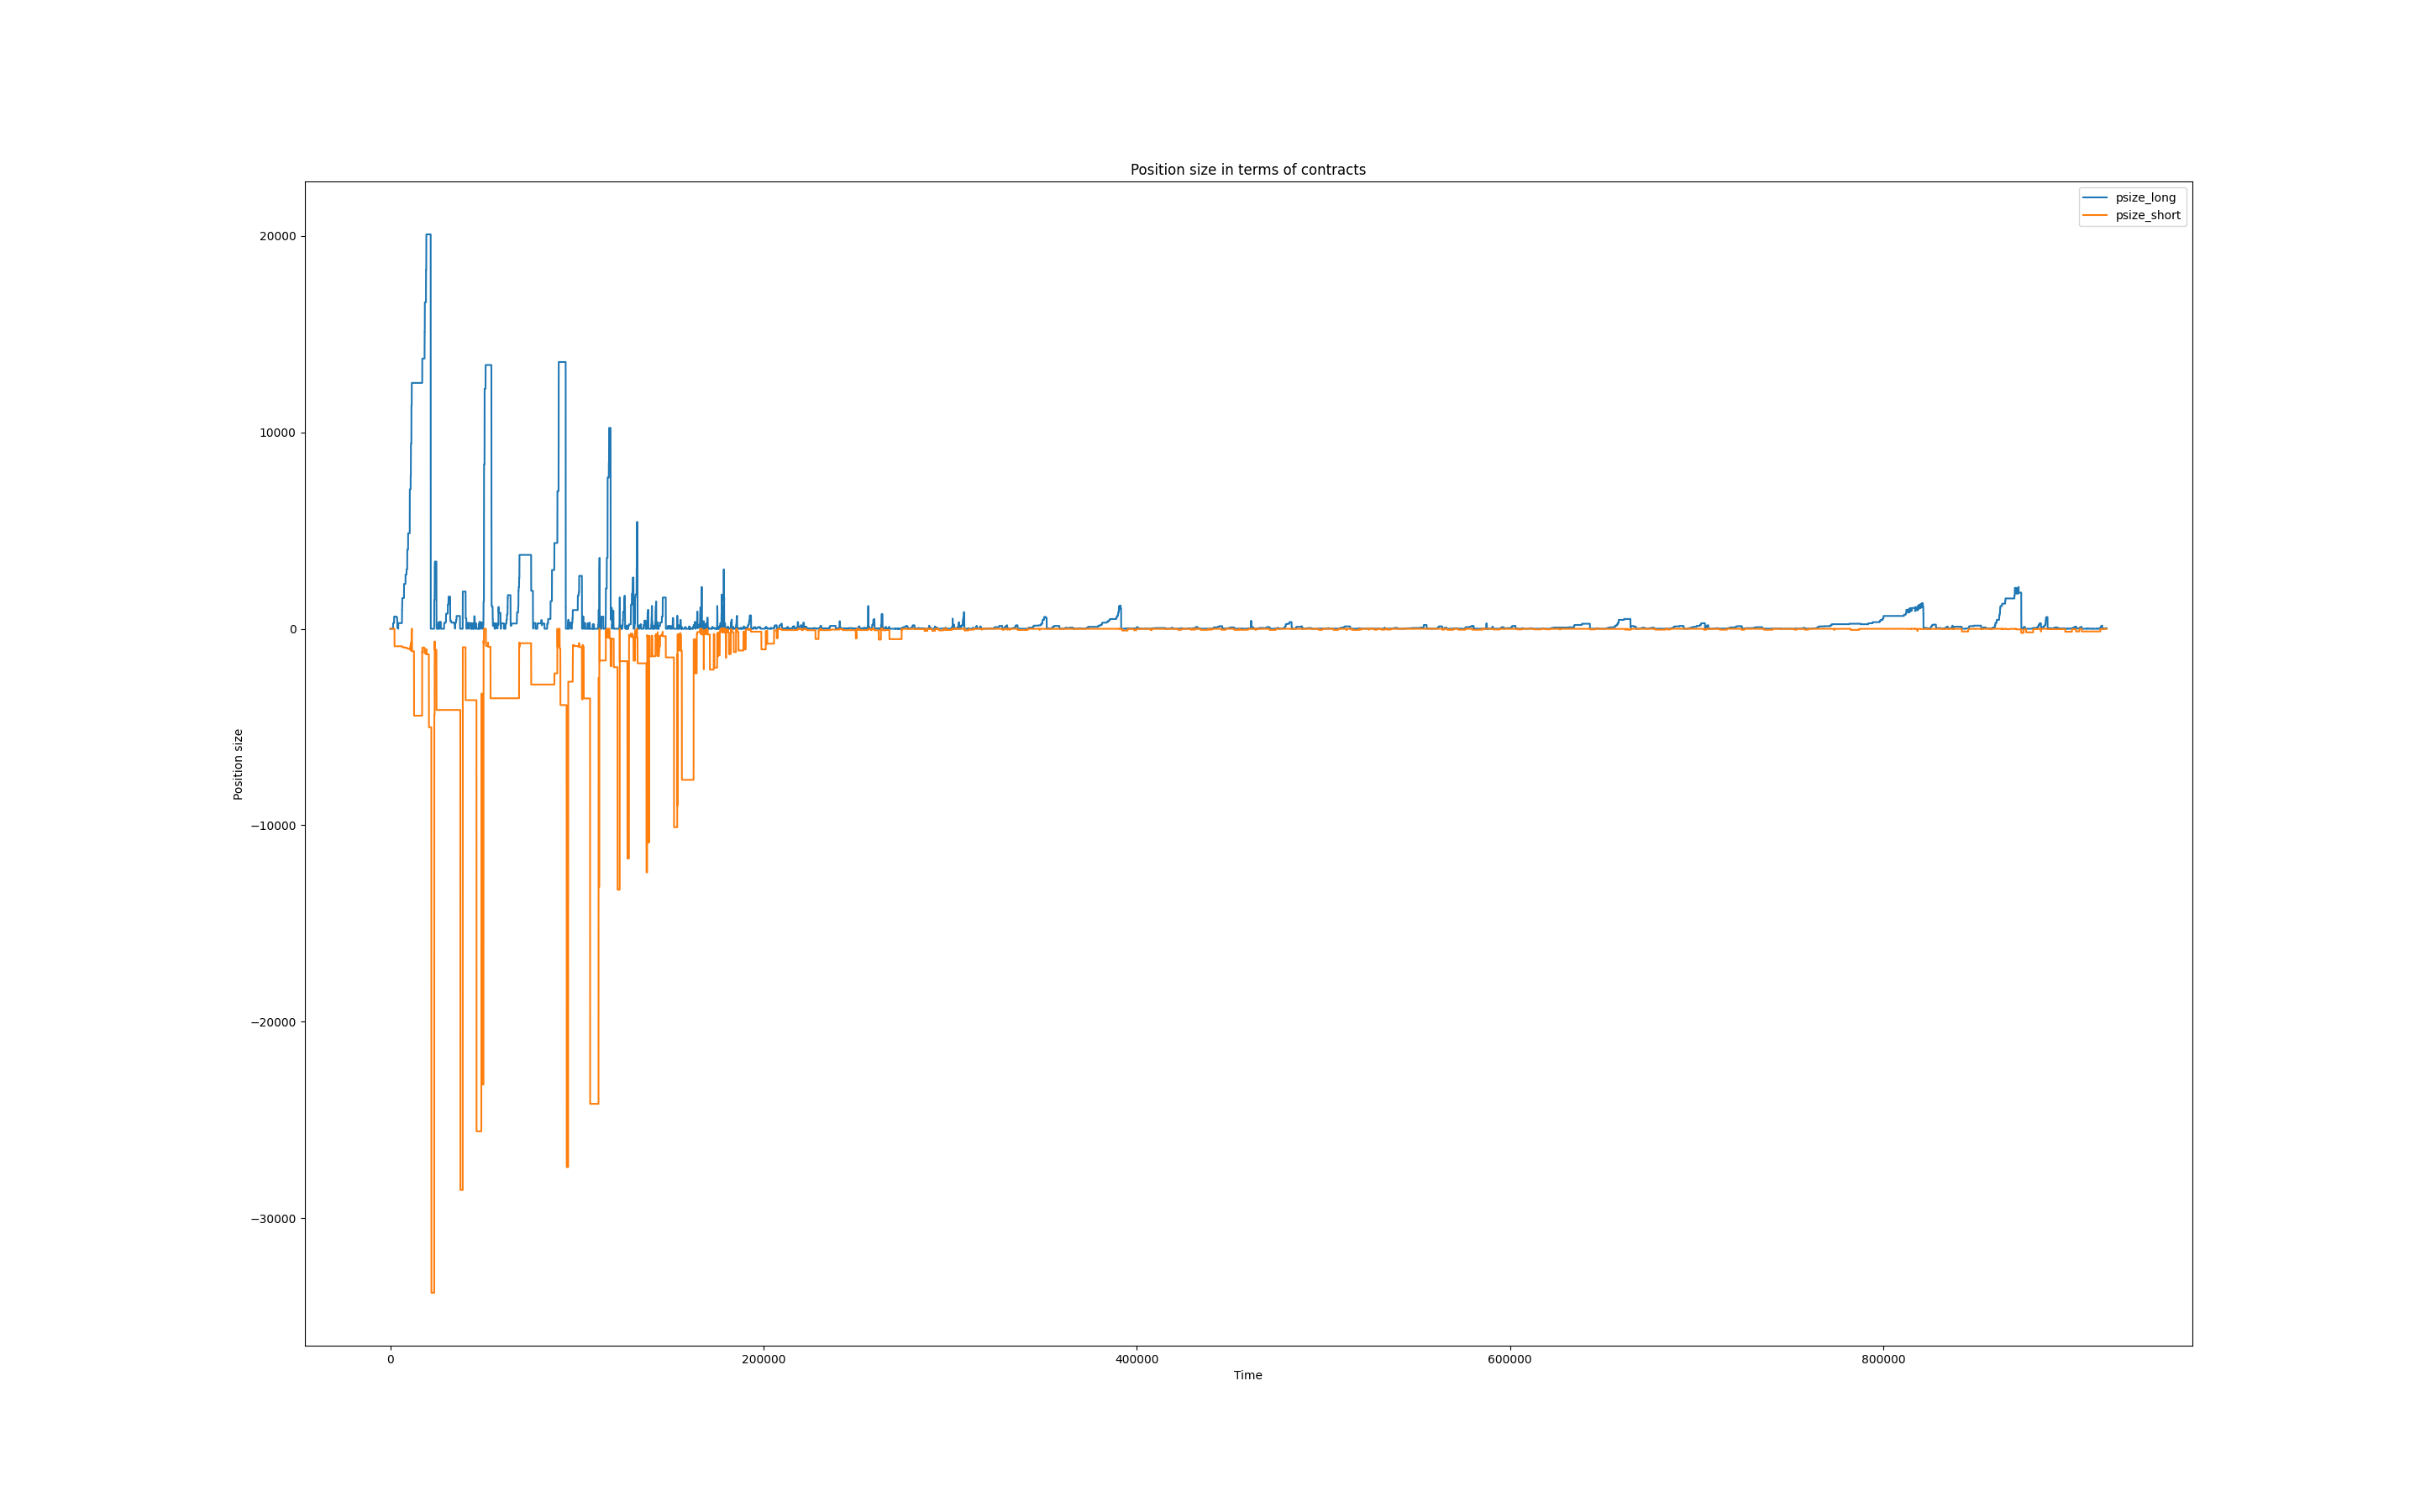 Position size in terms of contracts
psize_long
psize_short
20000
10000
0
−10000
−20000
−30000
Position size
0
200000
400000
600000
800000
Time